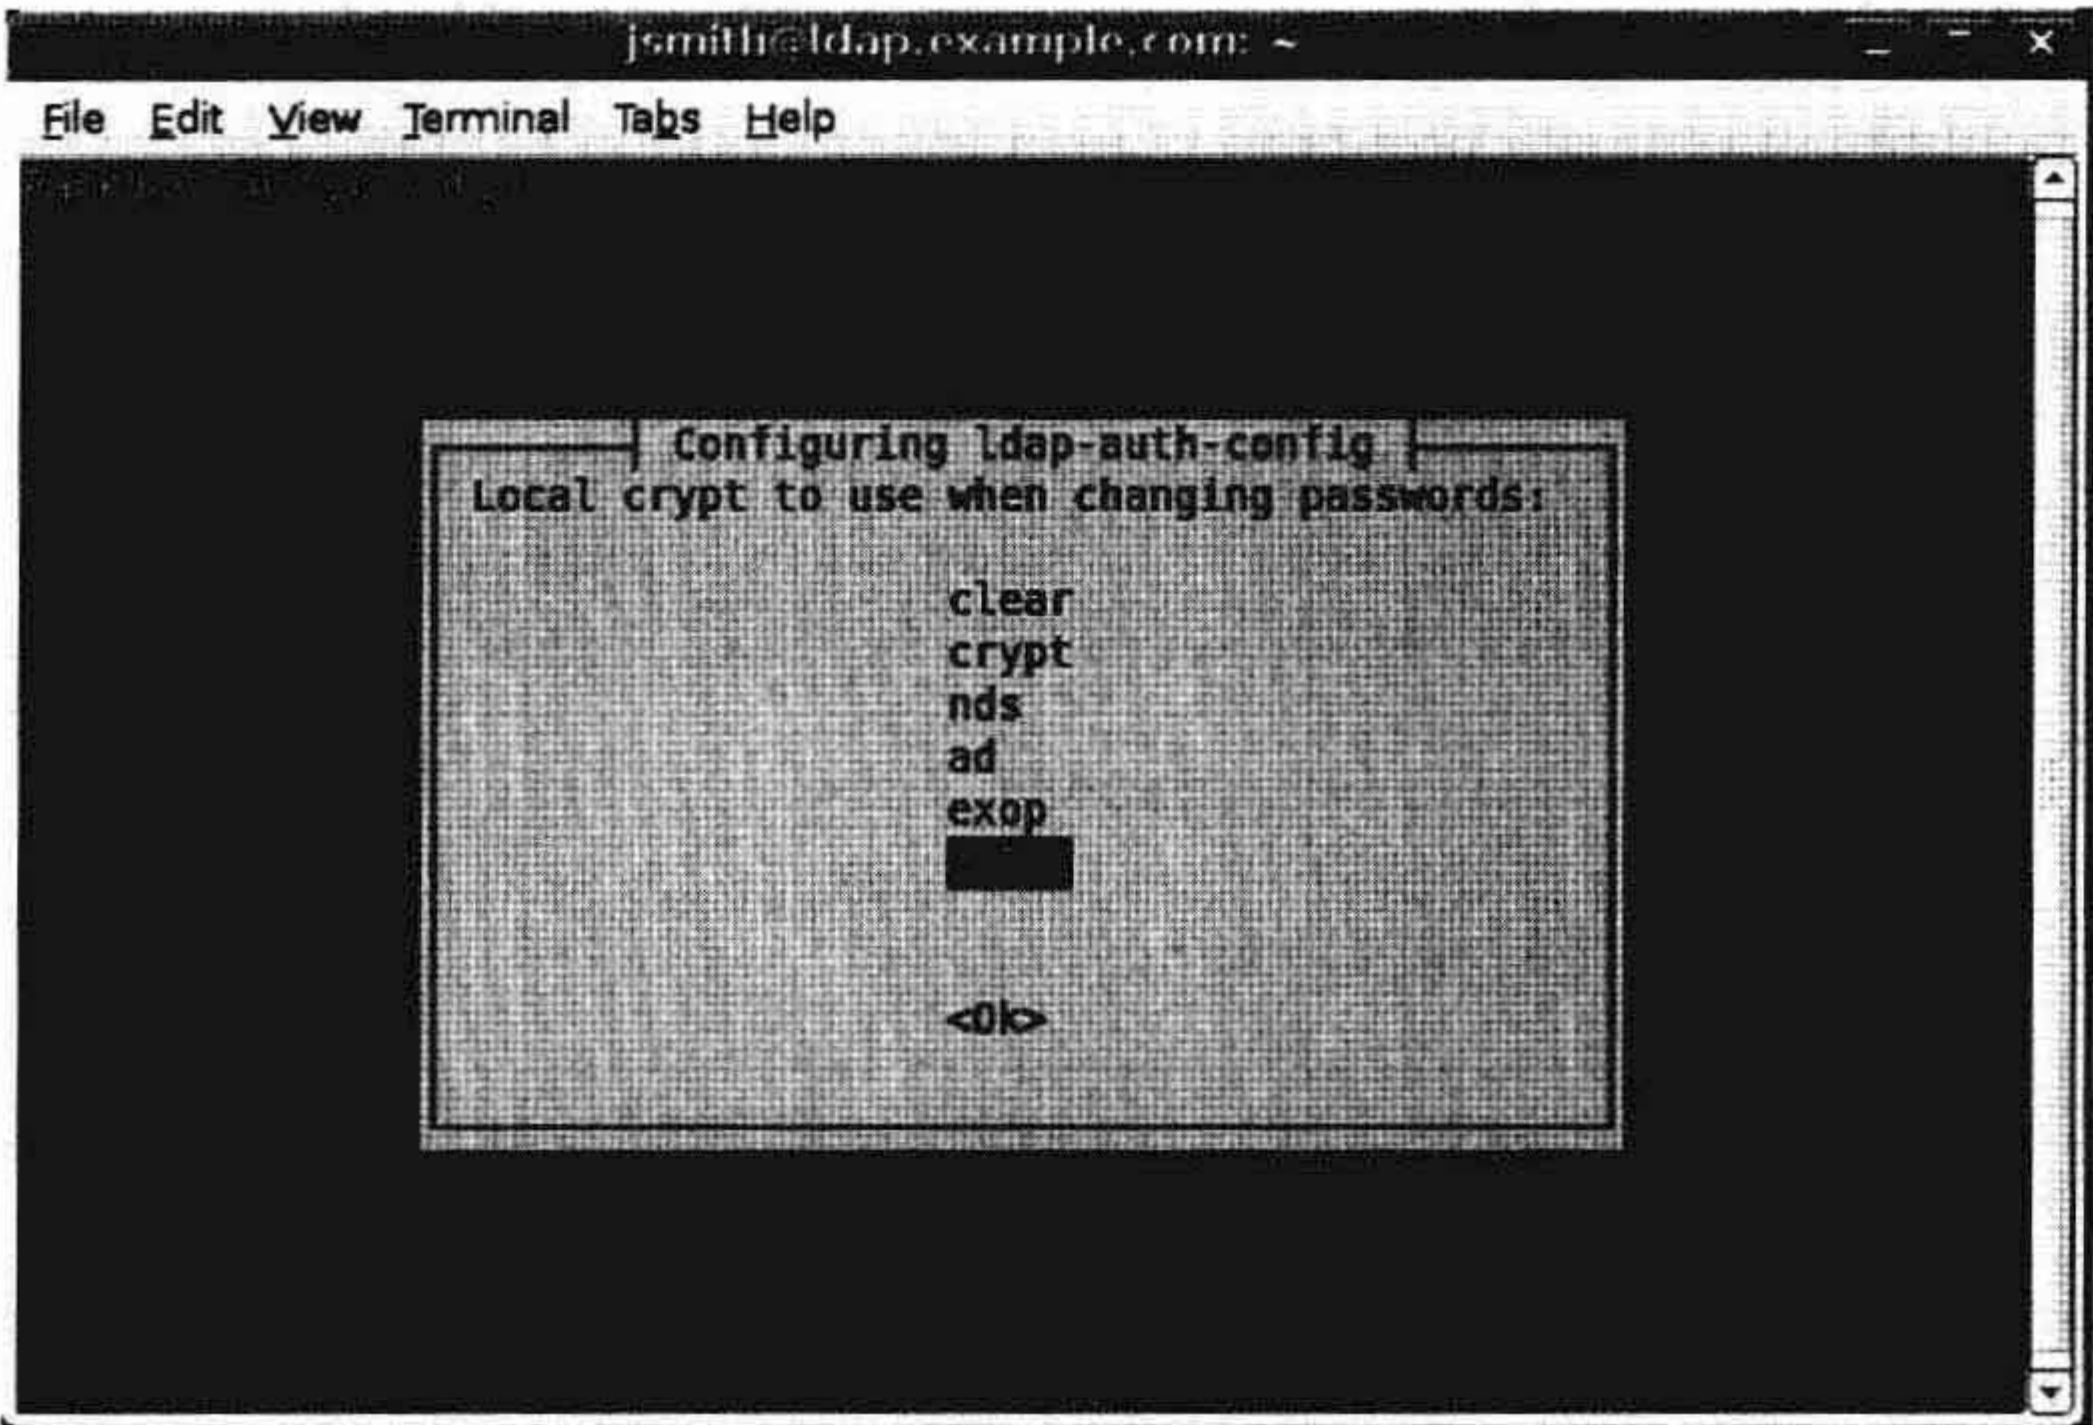 jsmith@ldap.example.com: ~
File Edit View Terminal Tabs Help
Configuring ldap-auth-config
Local crypt to use when changing passwords:
clear
crypt
nds
ad
exop
<Ok>